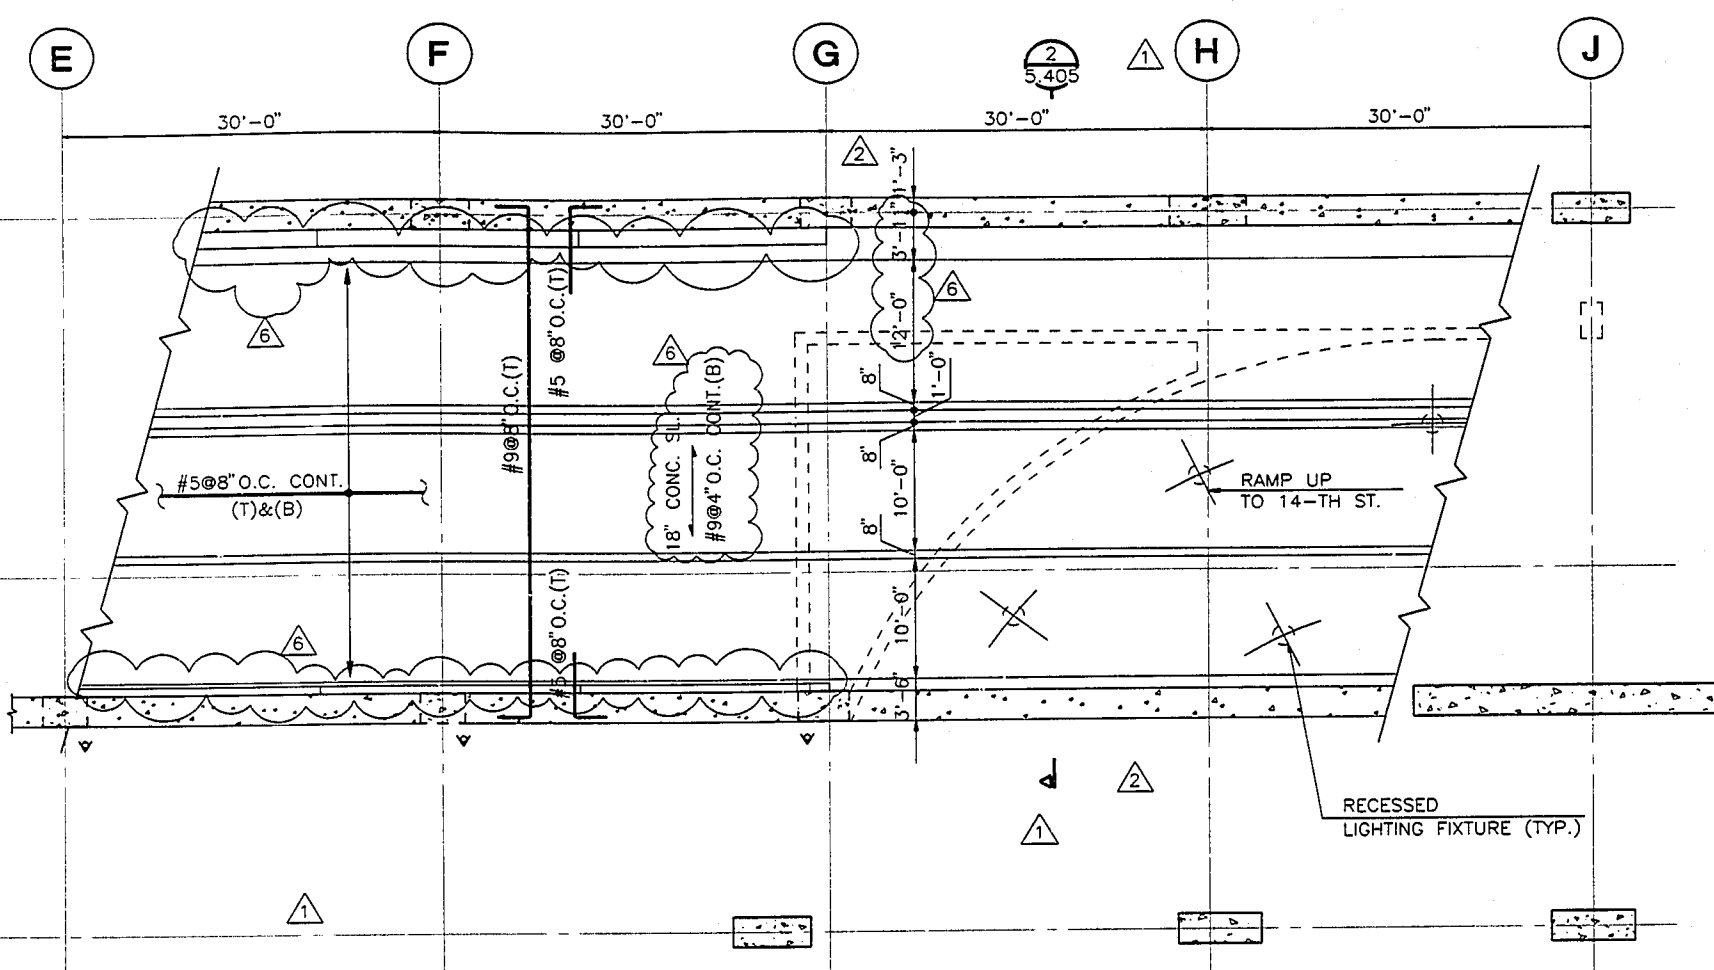 E F G H J
2
5.405
1
30'-0" 30'-0" 30'-0" 30'-0"
2
1'-3"
3'-1"
12'-0"
6
6
6
#9@8"O.C.(T)
#5 @8"O.C.(T)
18" CONC. SL.
#9@4"O.C. CONT.(B)
8"
1'-0"
8"
10'-0"
8"
#5@8"O.C. CONT.
(T)&(B)
RAMP UP
TO 14-TH ST.
#5 @8"O.C.(T)
10'-0"
3'-6"
6
2
1
RECESSED
LIGHTING FIXTURE (TYP.)
1